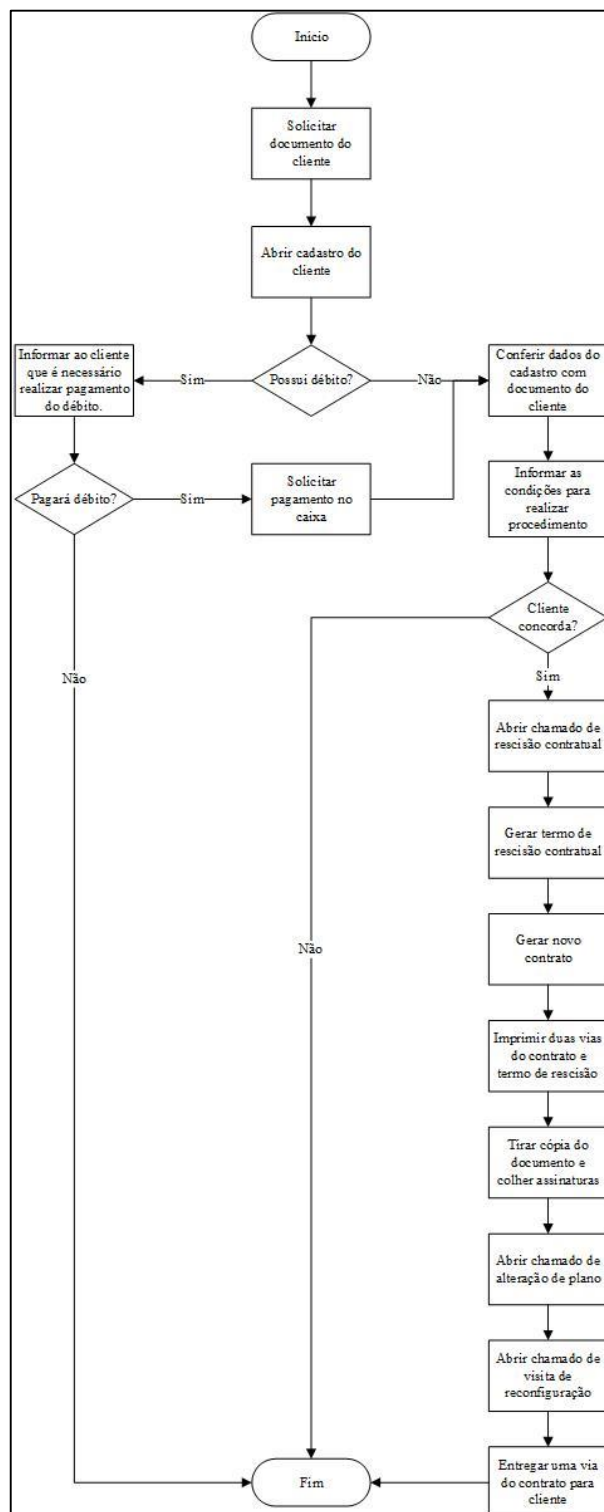 Início
Solicitar
documento do
cliente
Abrir cadastro do
cliente
Possui débito?
Sim
Não
Informar ao cliente
que é necessário
realizar pagamento
do débito.
Conferir dados do
cadastro com
documento do
cliente
Pagará débito?
Sim
Solicitar
pagamento no
caixa
Informar as
condições para
realizar
procedimento
Cliente
concorda?
Não
Sim
Abrir chamado de
rescisão contratual
Gerar termo de
rescisão contratual
Não
Gerar novo
contrato
Imprimir duas vias
do contrato e
termo de rescisão
Tirar cópia do
documento e
colher assinaturas
Abrir chamado de
alteração de plano
Abrir chamado de
visita de
reconfiguração
Entregar uma via
do contrato para
cliente
Fim